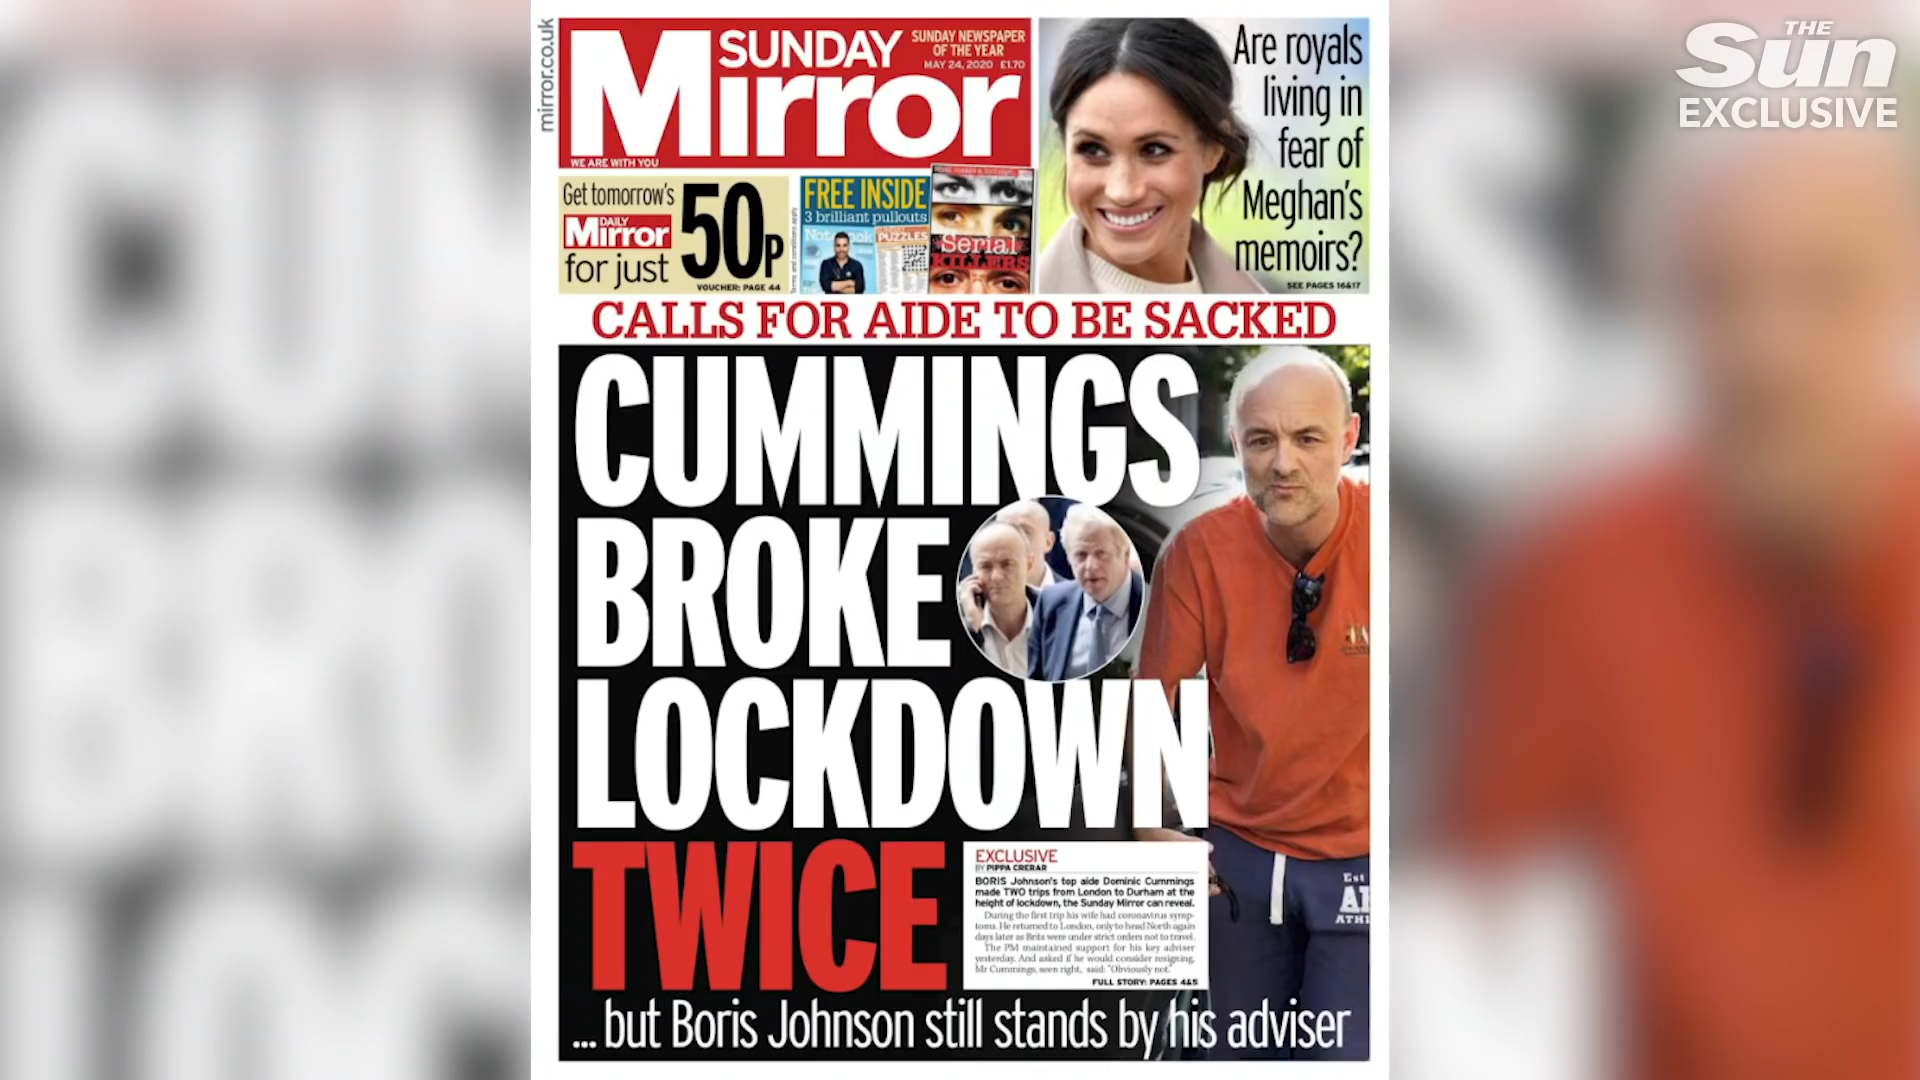 THE
Sun
EXCLUSIVE
mirror.co.uk
SUNDAY
Mirror
SUNDAY NEWSPAPER
OF THE YEAR
MAY 24, 2020 £1.70
WE ARE WITH YOU
Are royals
living in
fear of
Meghan's
memoirs?
SEE PAGES 16&17
Get tomorrow's
DAILY
Mirror
for just
50p
VOUCHER: PAGE 44
FREE INSIDE
3 brilliant pullouts
Notebook
PUZZLES
Serial
KILLERS
CALLS FOR AIDE TO BE SACKED
CUMMINGS
BROKE
LOCKDOWN
TWICE
EXCLUSIVE
BY PIPPA CRERAR
BORIS Johnson's top aide Dominic Cummings
made TWO trips from London to Durham at the
height of lockdown, the Sunday Mirror can reveal.
During the first trip his wife had coronavirus symp-
toms. He returned to London, only to head North again
days later as Brits were under strict orders not to travel.
The PM maintained support for his key adviser
yesterday. And asked if he would consider resigning,
Mr Cummings, seen right, said: "Obviously not."
FULL STORY: PAGES 4&5
... but Boris Johnson still stands by his adviser
Est
ATH